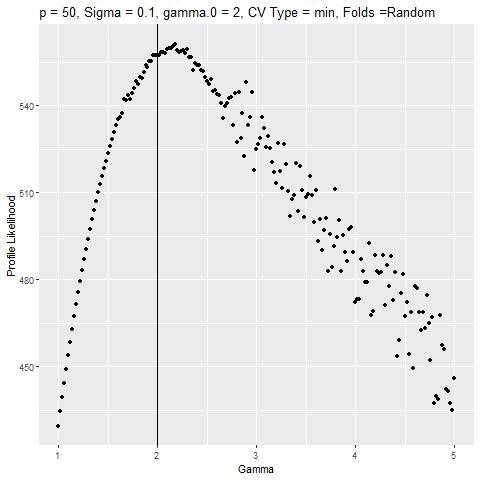 p = 50, Sigma = 0.1, gamma.0 = 2, CV Type = min, Folds =Random
Profile Likelihood
540
510
480
450
1 2 3 4 5
Gamma